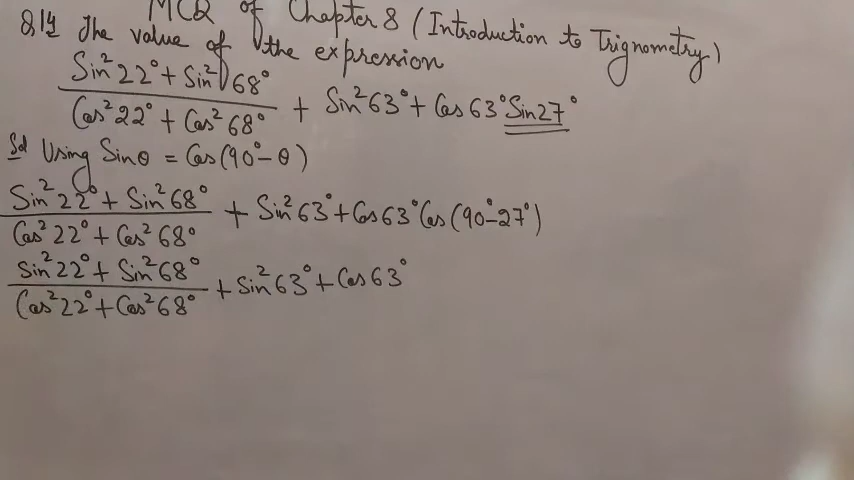 MCQ of Chapter 8 (Introduction to Trignometry)
Q14 The value of the expression
Sin²22° + Sin²68° / Cos²22° + Cos²68° + Sin²63° + Cos63° Sin27°
Sol Using Sinθ = Cos(90°-θ)
Sin²22° + Sin²68° / Cos²22° + Cos²68° + Sin²63° + Cos63° Cos(90°-27°)
Sin²22° + Sin²68° / Cos²22° + Cos²68° + Sin²63° + Cos63°